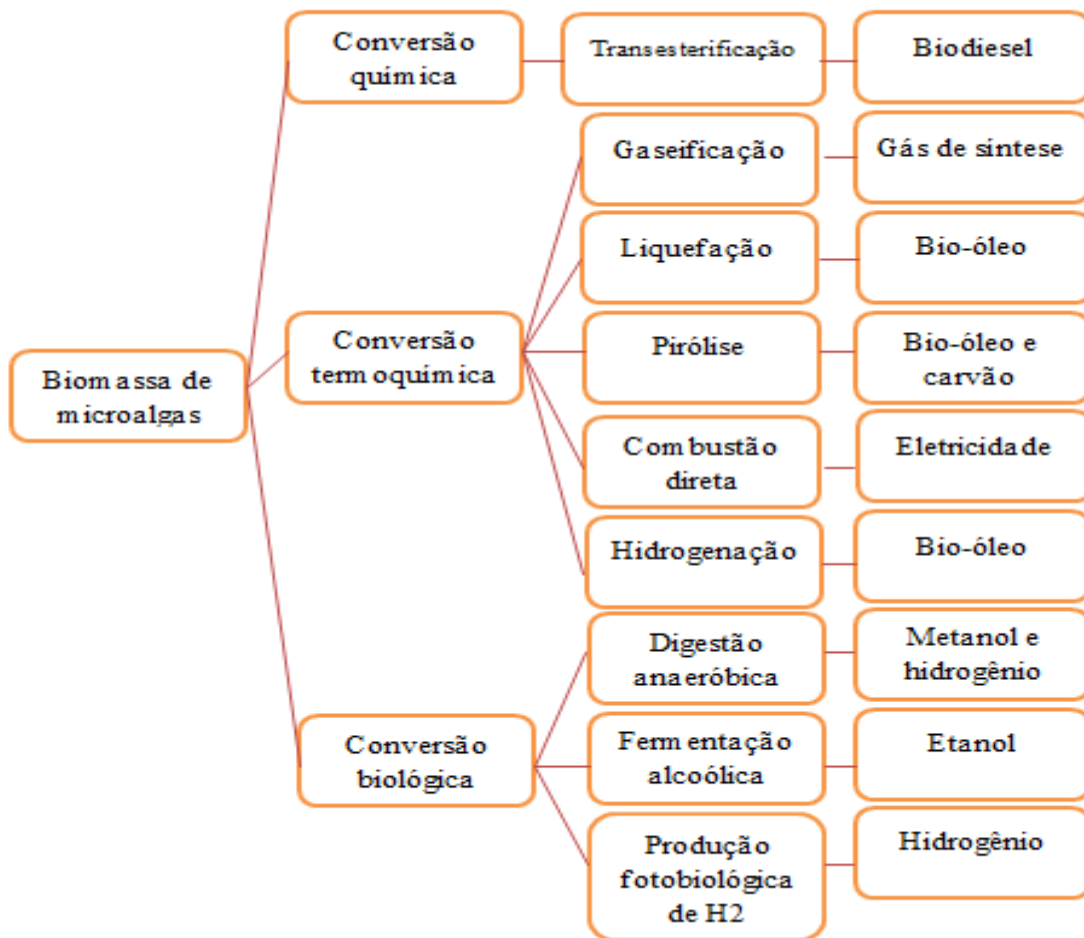 Conversão
química
Transesterificação
Biodiesel
Gaseificação
Gás de síntese
Liquefação
Bio-óleo
Biomassa de
microalgas
Conversão
termoquímica
Pirólise
Bio-óleo e
carvão
Combustão
direta
Eletricidade
Hidrogenação
Bio-óleo
Conversão
biológica
Digestão
anaeróbica
Metanol e
hidrogênio
Fermentação
alcoólica
Etanol
Produção
fotobiológica
de H2
Hidrogênio